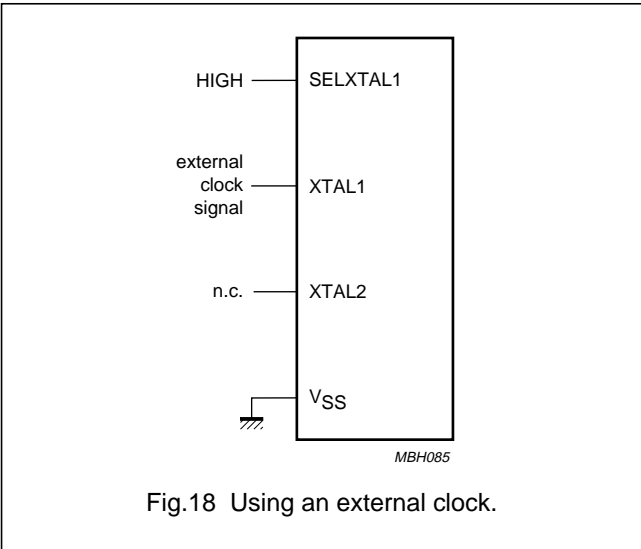 HIGH SELXTAL1
external
clock XTAL1
signal
n.c. XTAL2
VSS
MBH085
Fig.18 Using an external clock.